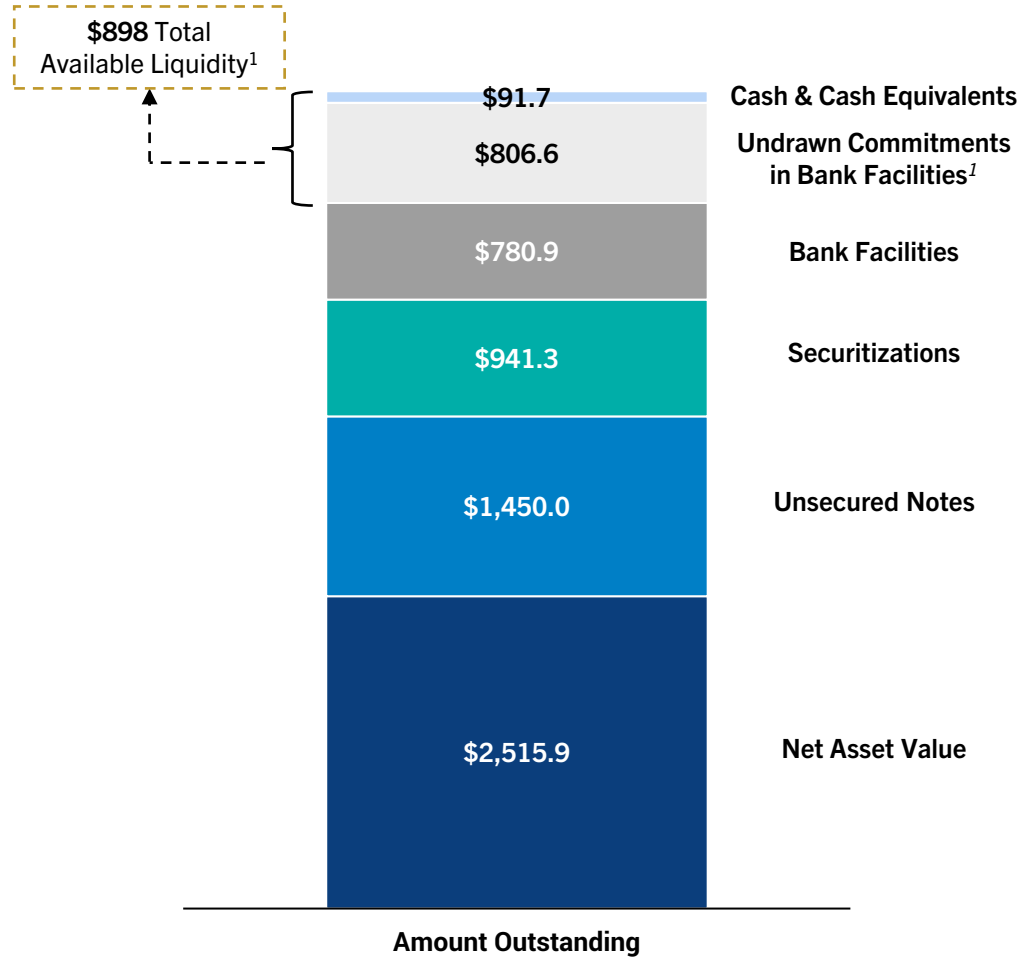 $898 Total
Available Liquidity1
$91.7
Cash & Cash Equivalents
$806.6
Undrawn Commitments
in Bank Facilities1
$780.9
Bank Facilities
$941.3
Securitizations
$1,450.0
Unsecured Notes
$2,515.9
Net Asset Value
Amount Outstanding